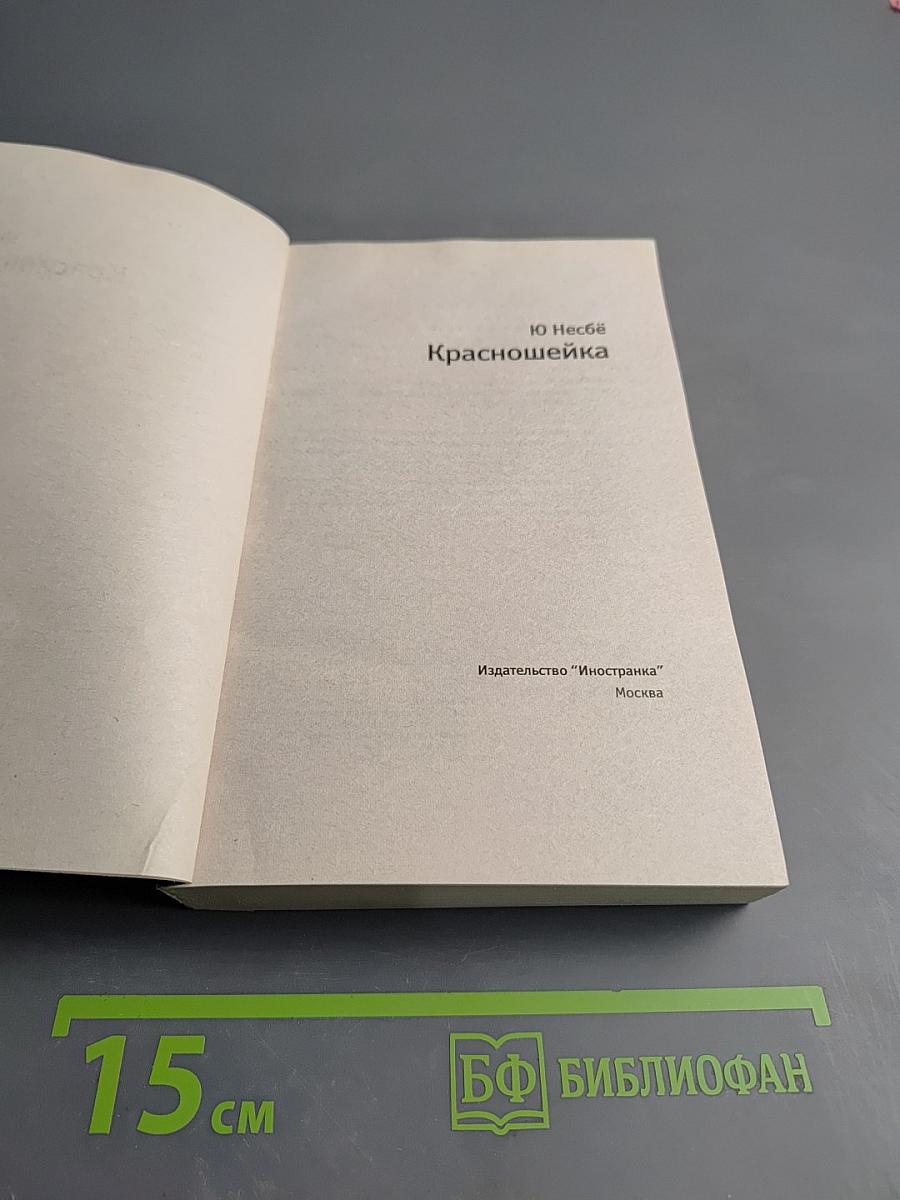 Ю Несбё
Красношейка
Издательство "Иностранка"
Москва
15 см
БФ БИБЛИОФАН